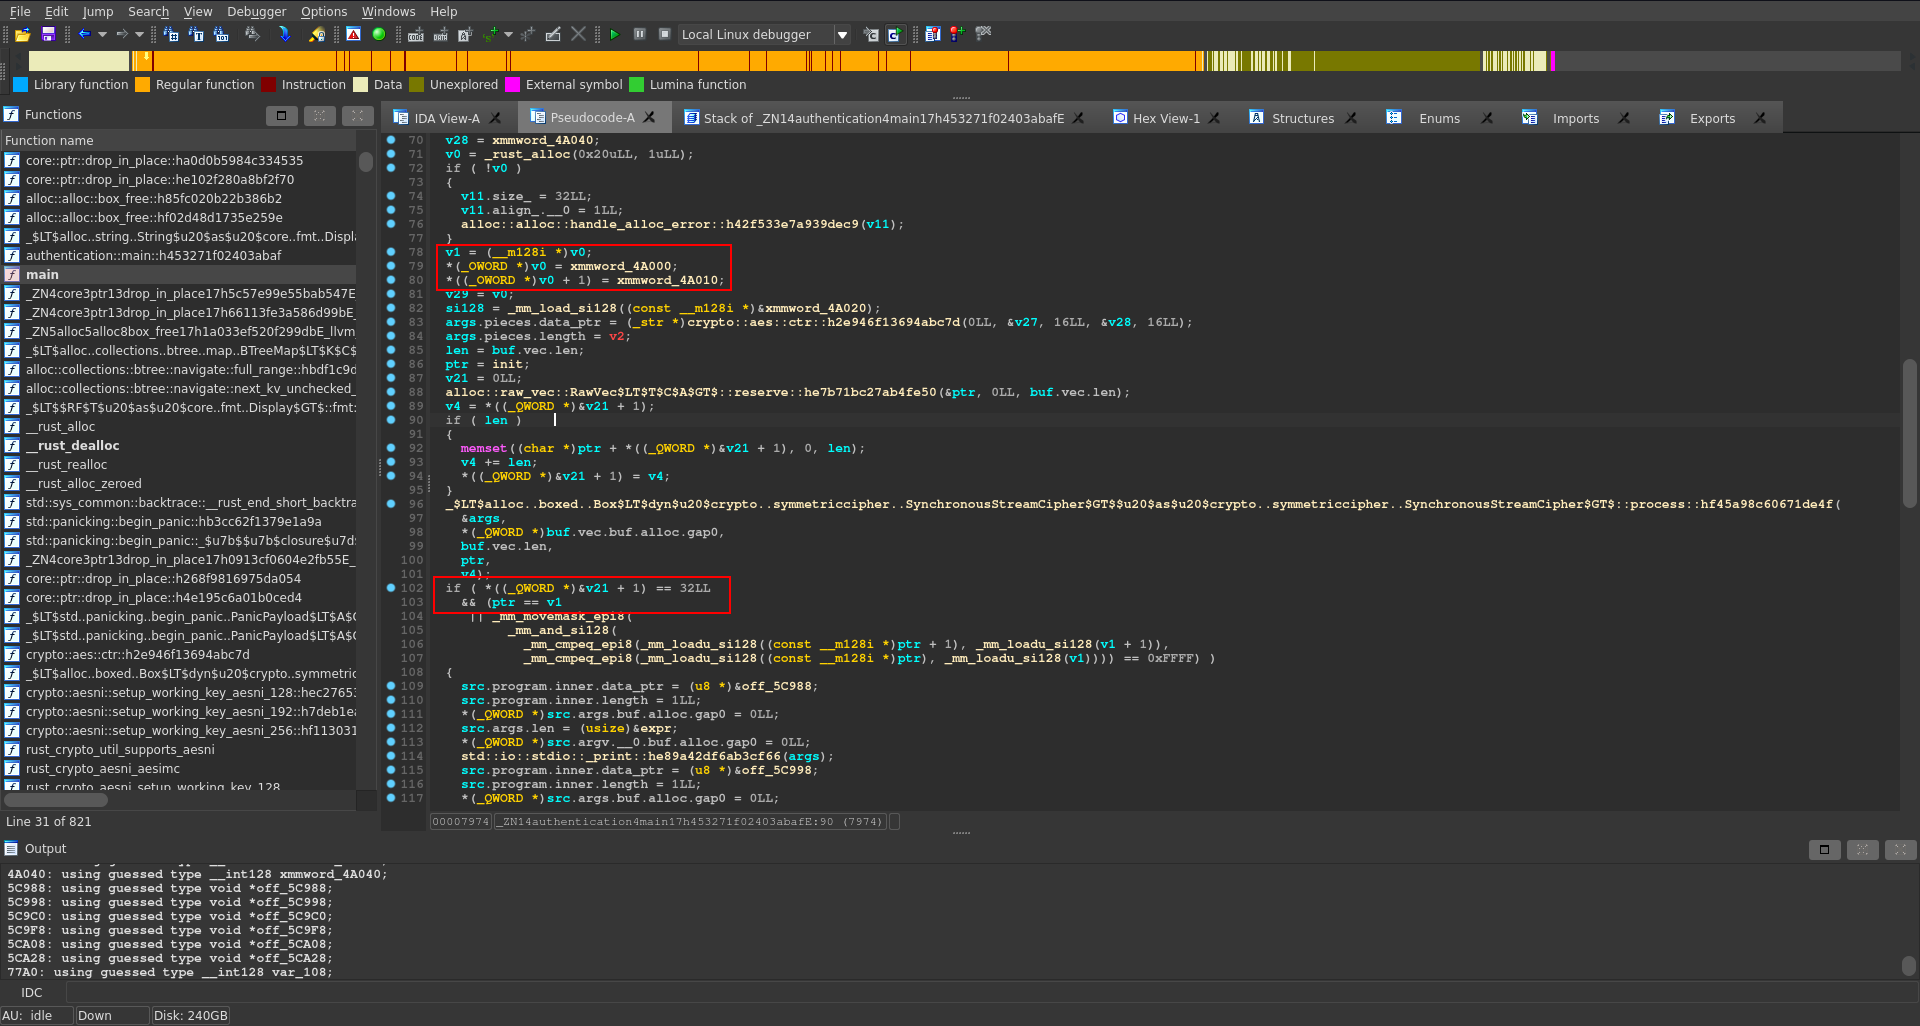 File Edit Jump Search View Debugger Options Windows Help
Local Linux debugger
Library function Regular function Instruction Data Unexplored External symbol Lumina function
Functions
Function name
core::ptr::drop_in_place::ha0d0b5984c334535
core::ptr::drop_in_place::he102f280a8bf2f70
alloc::alloc::box_free::h85fc020b22b386b2
alloc::alloc::box_free::hf02d48d1735e259e
_$LT$alloc..string..String$u20$as$u20$core..fmt..Displ
authentication::main::h453271f02403abaf
main
_ZN4core3ptr13drop_in_place17h5c57e99e55bab547E
_ZN4core3ptr13drop_in_place17h66113fe3a586d99bE_
_ZN5alloc5alloc8box_free17h1a033ef520f299dbE_llvm
_$LT$alloc..collections..btree..map..BTreeMap$LT$K$C$
alloc::collections::btree::navigate::full_range::hbdf1c9d
alloc::collections::btree::navigate::next_kv_unchecked_
_$LT$$RF$T$u20$as$u20$core..fmt..Display$GT$::fmt:
__rust_alloc
__rust_dealloc
__rust_realloc
__rust_alloc_zeroed
std::sys_common::backtrace::__rust_end_short_backtra
std::panicking::begin_panic::hb3cc62f1379e1a9a
std::panicking::begin_panic::_$u7b$$u7b$closure$u7d
_ZN4core3ptr13drop_in_place17h0913cf0604e2fb55E_
core::ptr::drop_in_place::h268f9816975da054
core::ptr::drop_in_place::h4e195c6a01b0ced4
_$LT$std..panicking..begin_panic..PanicPayload$LT$A$
_$LT$std..panicking..begin_panic..PanicPayload$LT$A$
crypto::aes::ctr::h2e946f13694abc7d
_$LT$alloc..boxed..Box$LT$dyn$u20$crypto..symmetric
crypto::aesni::setup_working_key_aesni_128::hec2765
crypto::aesni::setup_working_key_aesni_192::h7deb1e
crypto::aesni::setup_working_key_aesni_256::hf113031
rust_crypto_util_supports_aesni
rust_crypto_aesni_aesimc
rust_crypto_aesni_setup_working_key_128
Line 31 of 821
IDA View-A Pseudocode-A Stack of _ZN14authentication4main17h453271f02403abafE Hex View-1 Structures Enums Imports Exports
70 v28 = xmmword_4A040;
71 v0 = _rust_alloc(0x20uLL, 1uLL);
72 if ( !v0 )
73 {
74 v11.size_ = 32LL;
75 v11.align_.__0 = 1LL;
76 alloc::alloc::handle_alloc_error::h42f533e7a939dec9(v11);
77 }
78 v1 = (__m128i *)v0;
79 *(_OWORD *)v0 = xmmword_4A000;
80 *((_OWORD *)v0 + 1) = xmmword_4A010;
81 v29 = v0;
82 si128 = _mm_load_si128((const __m128i *)&xmmword_4A020);
83 args.pieces.data_ptr = (_str *)crypto::aes::ctr::h2e946f13694abc7d(0LL, &v27, 16LL, &v28, 16LL);
84 args.pieces.length = v2;
85 len = buf.vec.len;
86 ptr = init;
87 v21 = 0LL;
88 alloc::raw_vec::RawVec$LT$T$C$A$GT$::reserve::he7b71bc27ab4fe50(&ptr, 0LL, buf.vec.len);
89 v4 = *((_QWORD *)&v21 + 1);
90 if ( len )
91 {
92 memset((char *)ptr + *((_QWORD *)&v21 + 1), 0, len);
93 v4 += len;
94 *((_QWORD *)&v21 + 1) = v4;
95 }
96 _$LT$alloc..boxed..Box$LT$dyn$u20$crypto..symmetriccipher..SynchronousStreamCipher$GT$$u20$as$u20$crypto..symmetriccipher..SynchronousStreamCipher$GT$::process::hf45a98c60671de4f(
97 &args,
98 *(_QWORD *)buf.vec.buf.alloc.gap0,
99 buf.vec.len,
100 ptr,
101 v4);
102 if ( *((_QWORD *)&v21 + 1) == 32LL
103 && (ptr == v1
104 || _mm_movemask_epi8(
105 _mm_and_si128(
106 _mm_cmpeq_epi8(_mm_loadu_si128((const __m128i *)ptr + 1), _mm_loadu_si128(v1 + 1)),
107 _mm_cmpeq_epi8(_mm_loadu_si128((const __m128i *)ptr), _mm_loadu_si128(v1)))) == 0xFFFF) )
108 {
109 src.program.inner.data_ptr = (u8 *)&off_5C988;
110 src.program.inner.length = 1LL;
111 *(_QWORD *)src.args.buf.alloc.gap0 = 0LL;
112 src.args.len = (usize)&expr;
113 *(_QWORD *)src.argv.__0.buf.alloc.gap0 = 0LL;
114 std::io::stdio::_print::he89a42df6ab3cf66(args);
115 src.program.inner.data_ptr = (u8 *)&off_5C998;
116 src.program.inner.length = 1LL;
117 *(_QWORD *)src.args.buf.alloc.gap0 = 0LL;
00007974 _ZN14authentication4main17h453271f02403abafE:90 (7974)
Output
4A040: using guessed type __int128 xmmword_4A040;
5C988: using guessed type void *off_5C988;
5C998: using guessed type void *off_5C998;
5C9C0: using guessed type void *off_5C9C0;
5C9F8: using guessed type void *off_5C9F8;
5CA08: using guessed type void *off_5CA08;
5CA28: using guessed type void *off_5CA28;
77A0: using guessed type __int128 var_108;
IDC
AU: idle Down Disk: 240GB